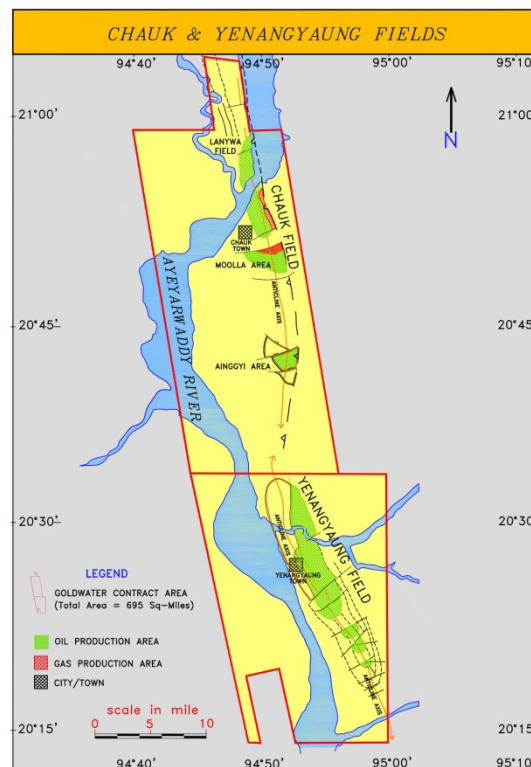 CHAUK & YENANGYAUNG FIELDS
94°40' 94°50' 95°00' 95°10'
21°00' 21°00'
N
LANYWA
FIELD
CHAUK FIELD
CHAUK
TOWN
MOOLLA AREA
ANTICLINE AXIS
AYEYARWADDY RIVER
20°45' 20°45'
AINGGYI AREA
YENANGYAUNG FIELD
20°30' 20°30'
ANTICLINE AXIS
YENANGYAUNG
TOWN
LEGEND
GOLDWATER CONTRACT AREA
(Total Area = 695 Sq-Miles)
OIL PRODUCTION AREA
GAS PRODUCTION AREA
CITY/TOWN
ANTICLINE AXIS
scale in mile
0 5 10
20°15' 20°15'
94°40' 94°50' 95°00' 95°10'